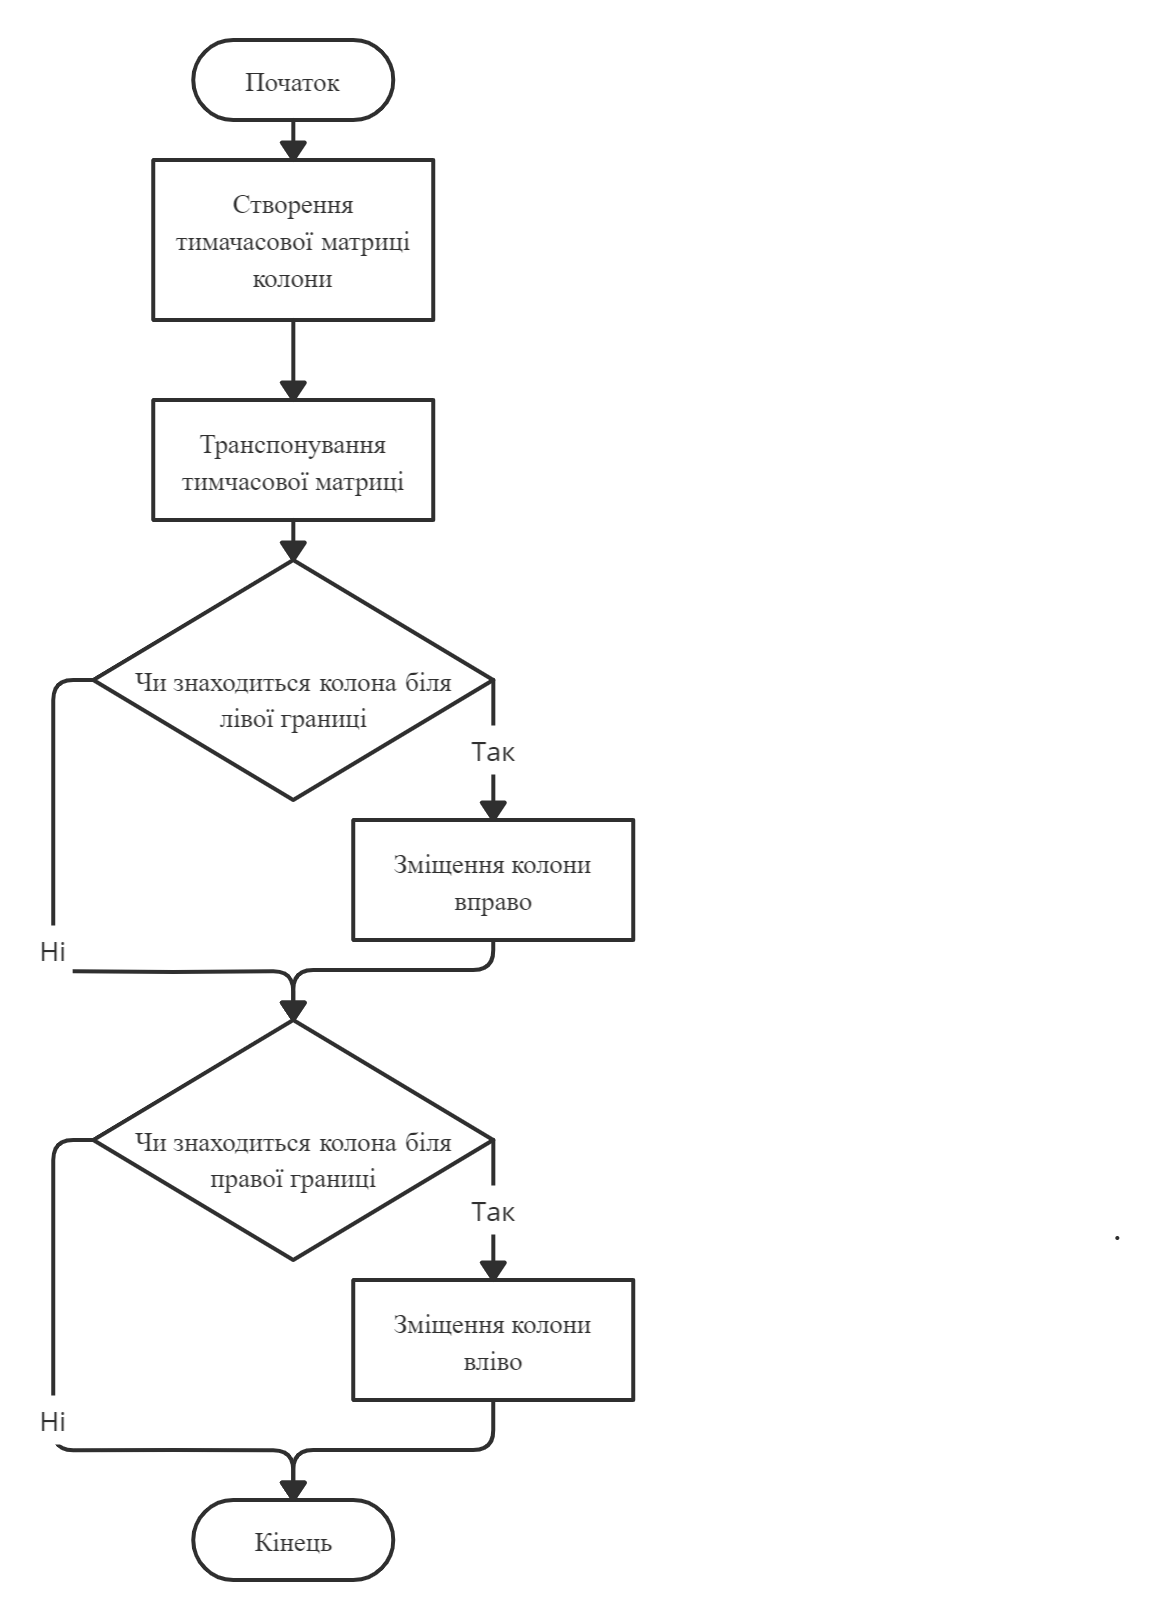 Початок
Створення
тимачасової матриці
колони
Транспонування
тимчасової матриці
Чи знаходиться колона біля
лівої границі
Так
Зміщення колони
вправо
Ні
Чи знаходиться колона біля
правої границі
Так
.
Зміщення колони
вліво
Ні
Кінець